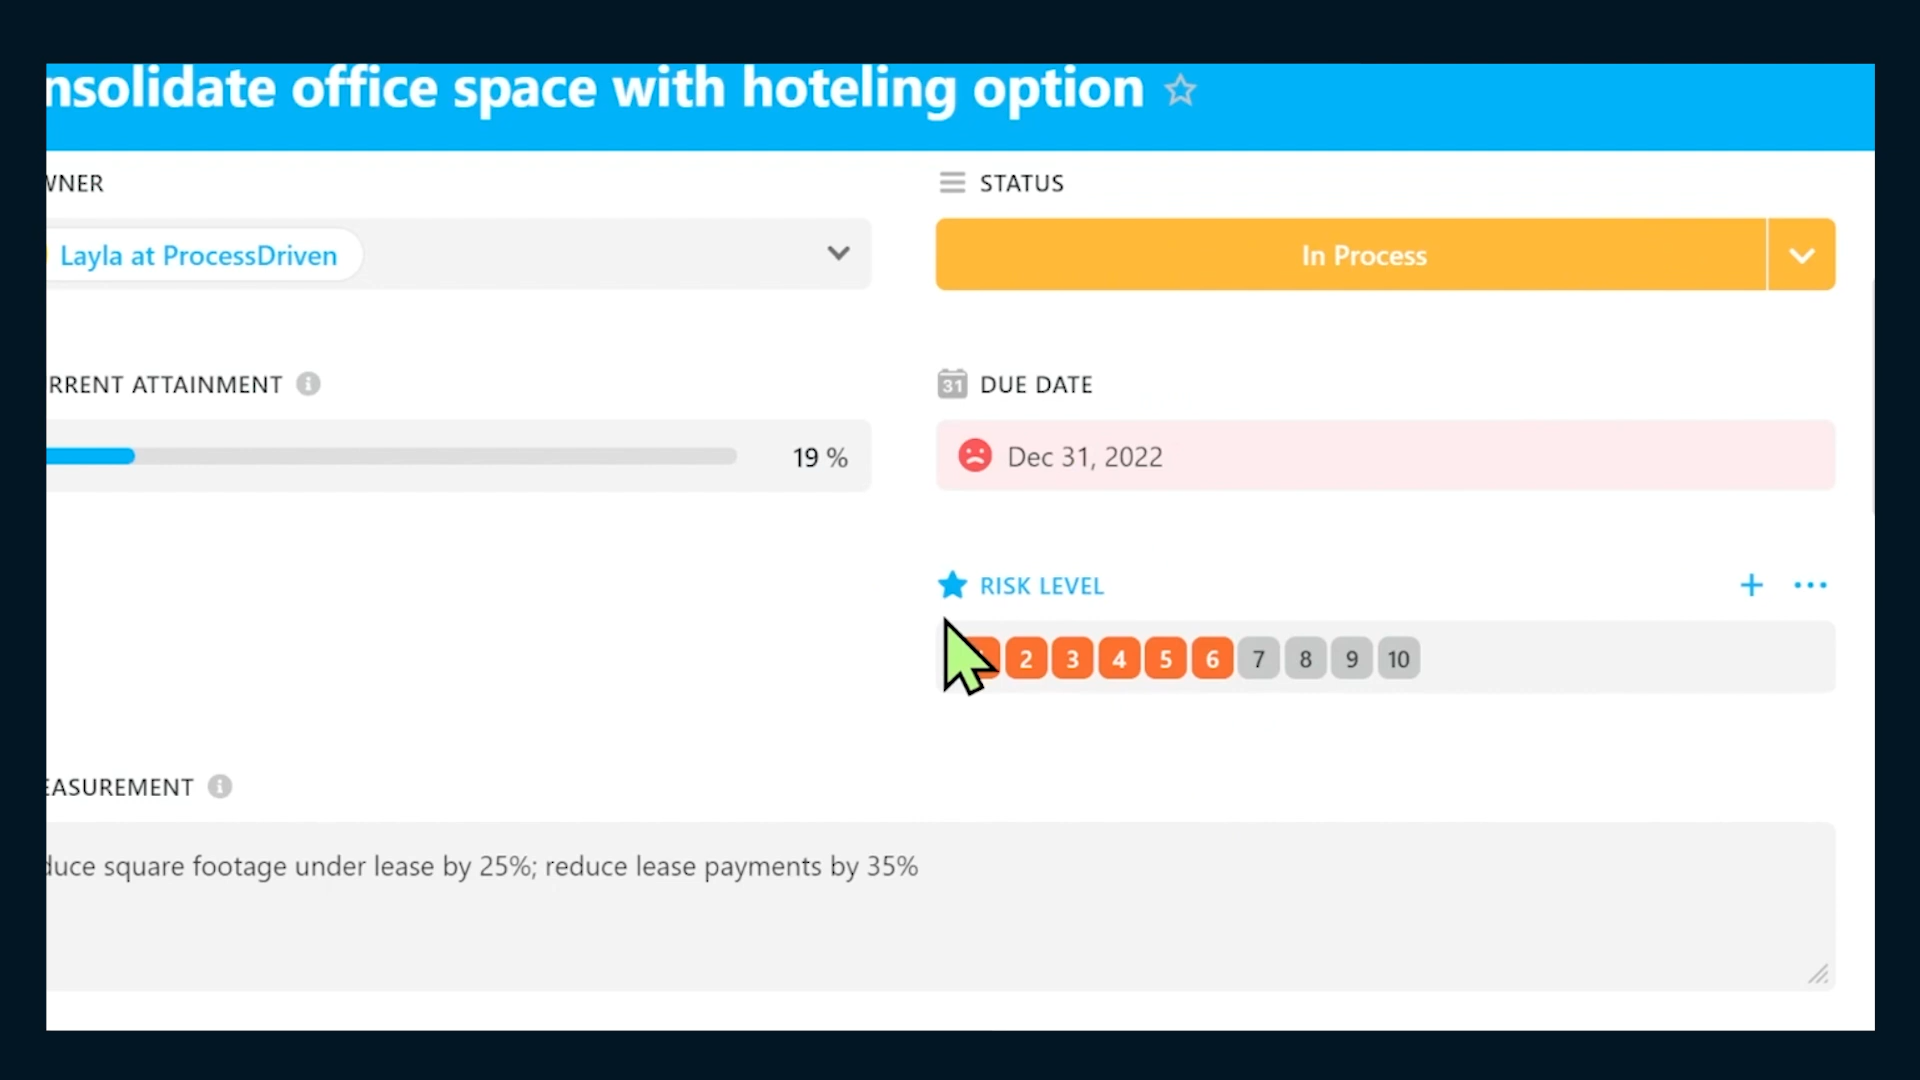 nsolidate office space with hoteling option
WNER
STATUS
Layla at ProcessDriven
In Process
RRENT ATTAINMENT
31 DUE DATE
19 %
Dec 31, 2022
RISK LEVEL
2 3 4 5 6 7 8 9 10
EASUREMENT
duce square footage under lease by 25%; reduce lease payments by 35%